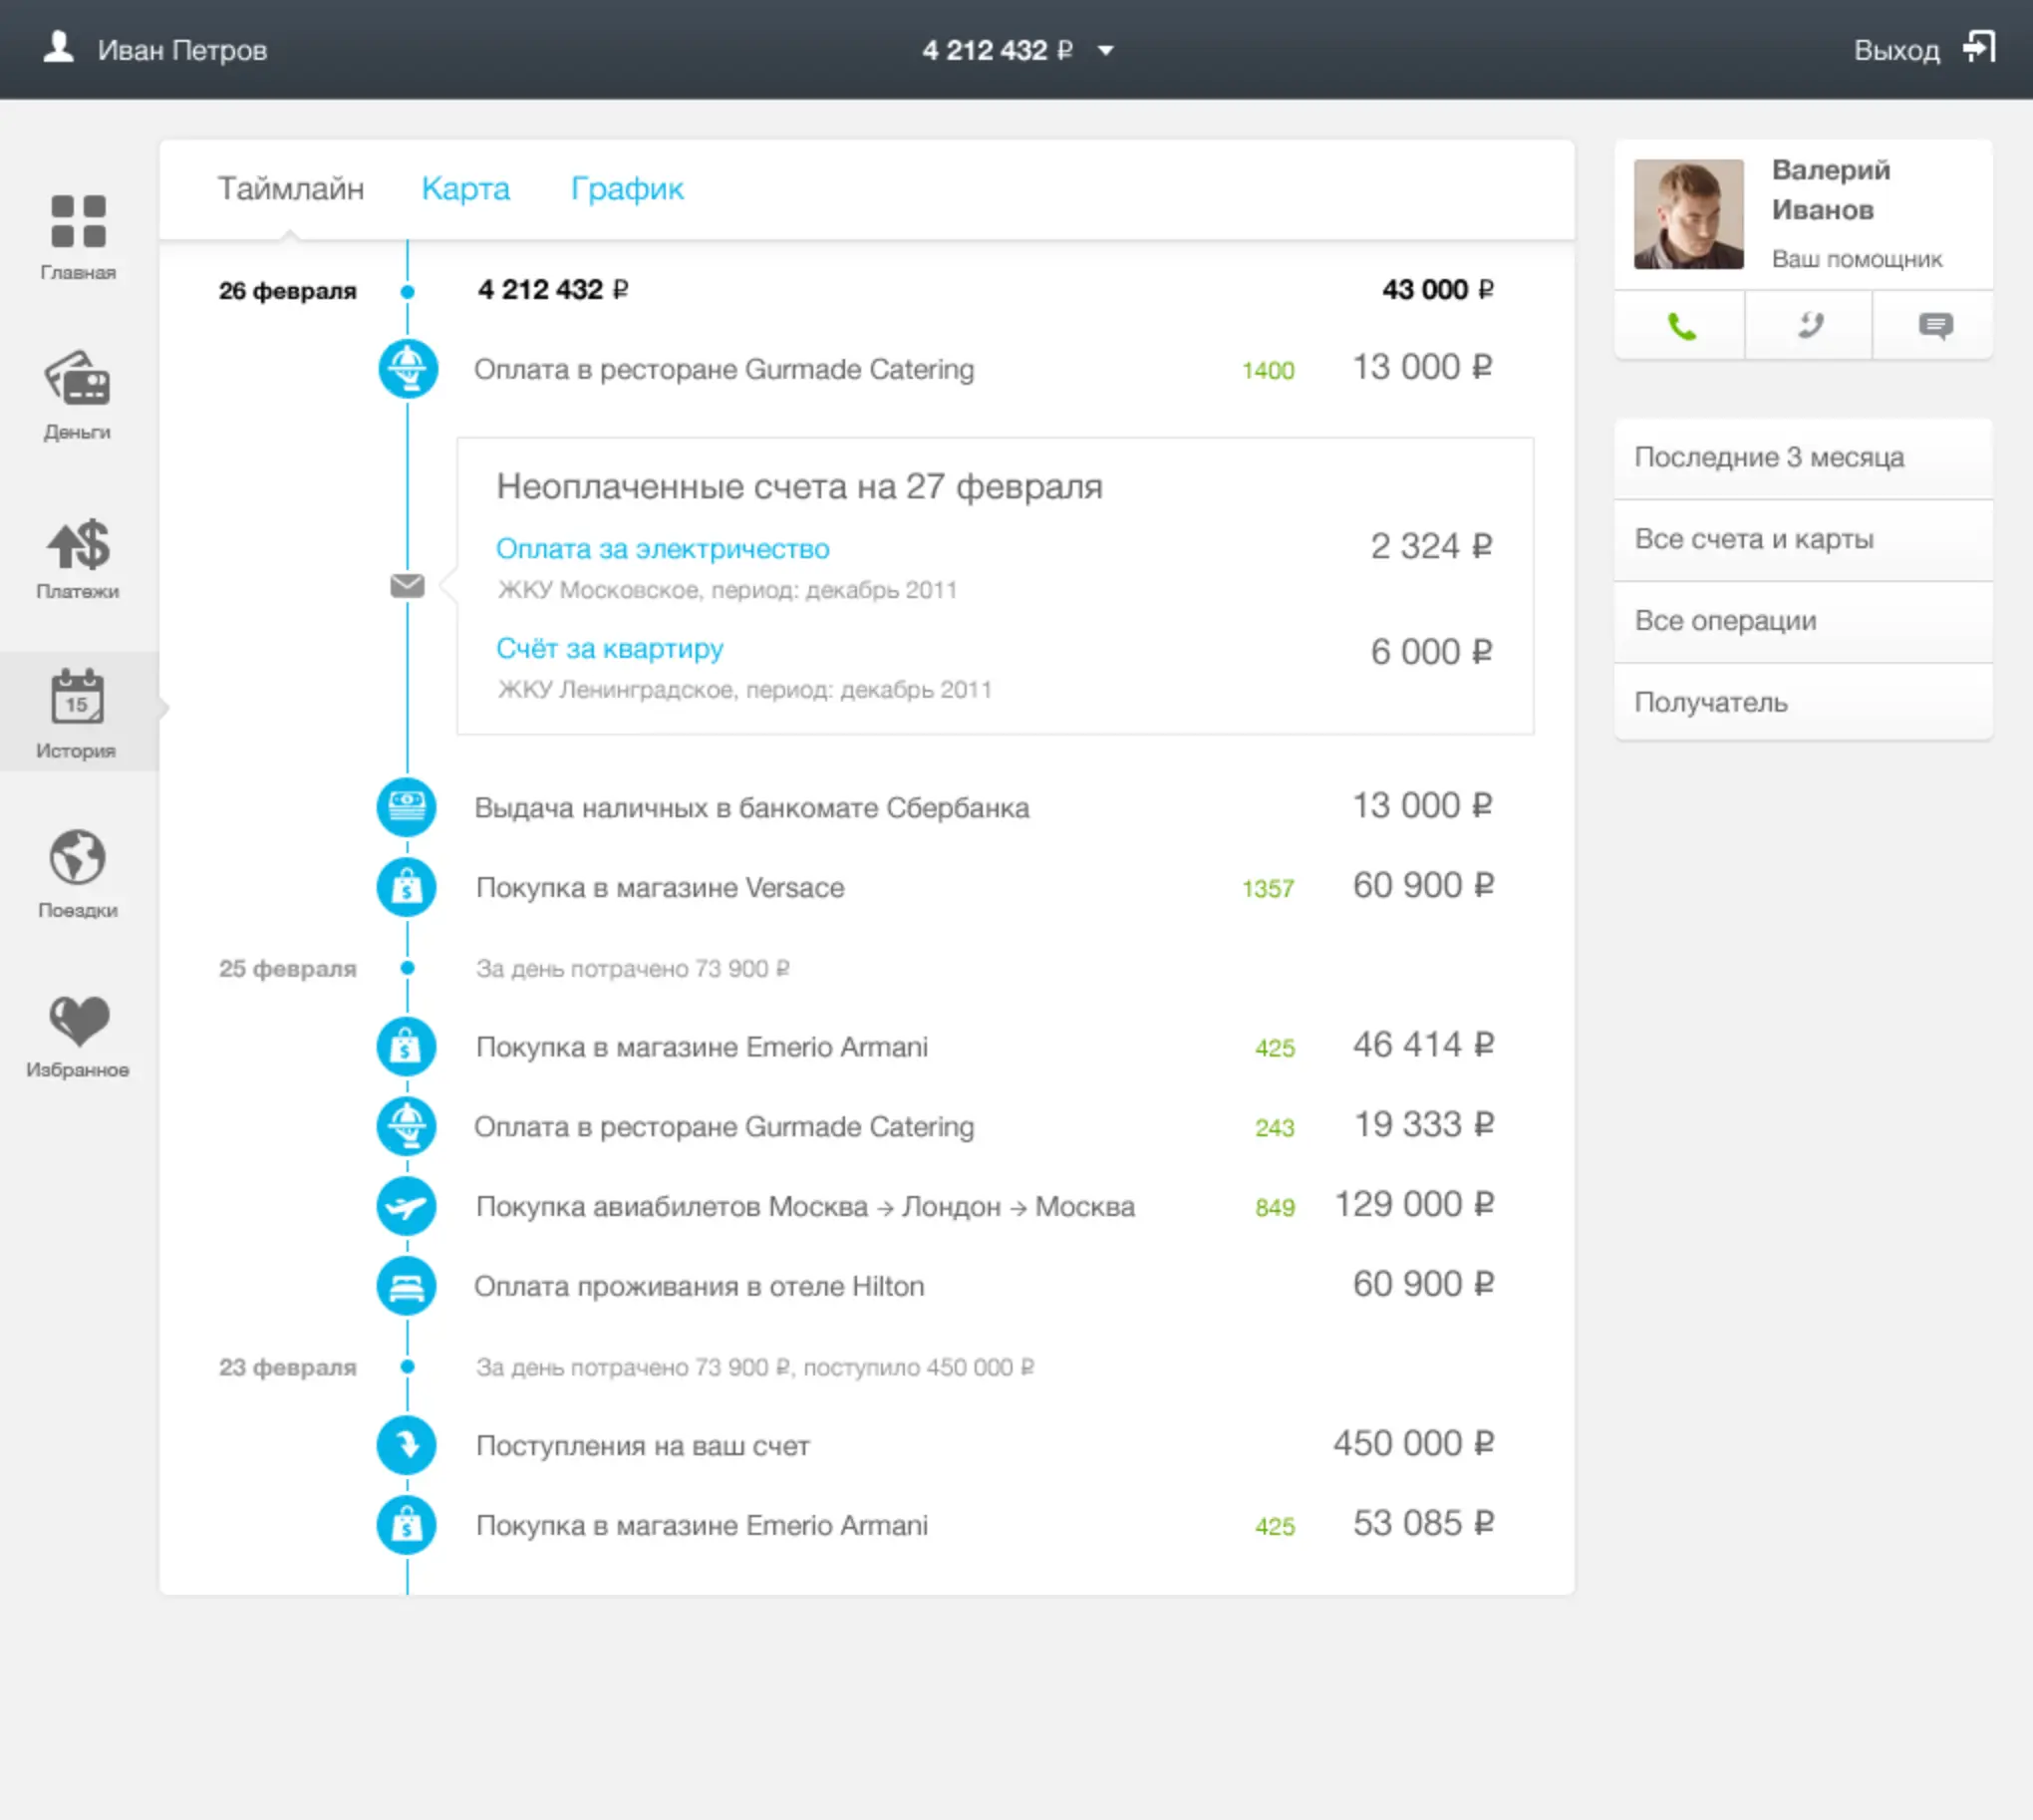 Иван Петров
4 212 432 ₽
Выход
Главная
Деньги
Платежи
15
История
Поездки
Избранное
Таймлайн Карта График
26 февраля 4 212 432 ₽ 43 000 ₽
Оплата в ресторане Gurmade Catering 1400 13 000 ₽
Неоплаченные счета на 27 февраля
Оплата за электричество 2 324 ₽
ЖКУ Московское, период: декабрь 2011
Счёт за квартиру 6 000 ₽
ЖКУ Ленинградское, период: декабрь 2011
Выдача наличных в банкомате Сбербанка 13 000 ₽
Покупка в магазине Versace 1357 60 900 ₽
25 февраля За день потрачено 73 900 ₽
Покупка в магазине Emerio Armani 425 46 414 ₽
Оплата в ресторане Gurmade Catering 243 19 333 ₽
Покупка авиабилетов Москва → Лондон → Москва 849 129 000 ₽
Оплата проживания в отеле Hilton 60 900 ₽
23 февраля За день потрачено 73 900 ₽, поступило 450 000 ₽
Поступления на ваш счет 450 000 ₽
Покупка в магазине Emerio Armani 425 53 085 ₽
Валерий
Иванов
Ваш помощник
Последние 3 месяца
Все счета и карты
Все операции
Получатель